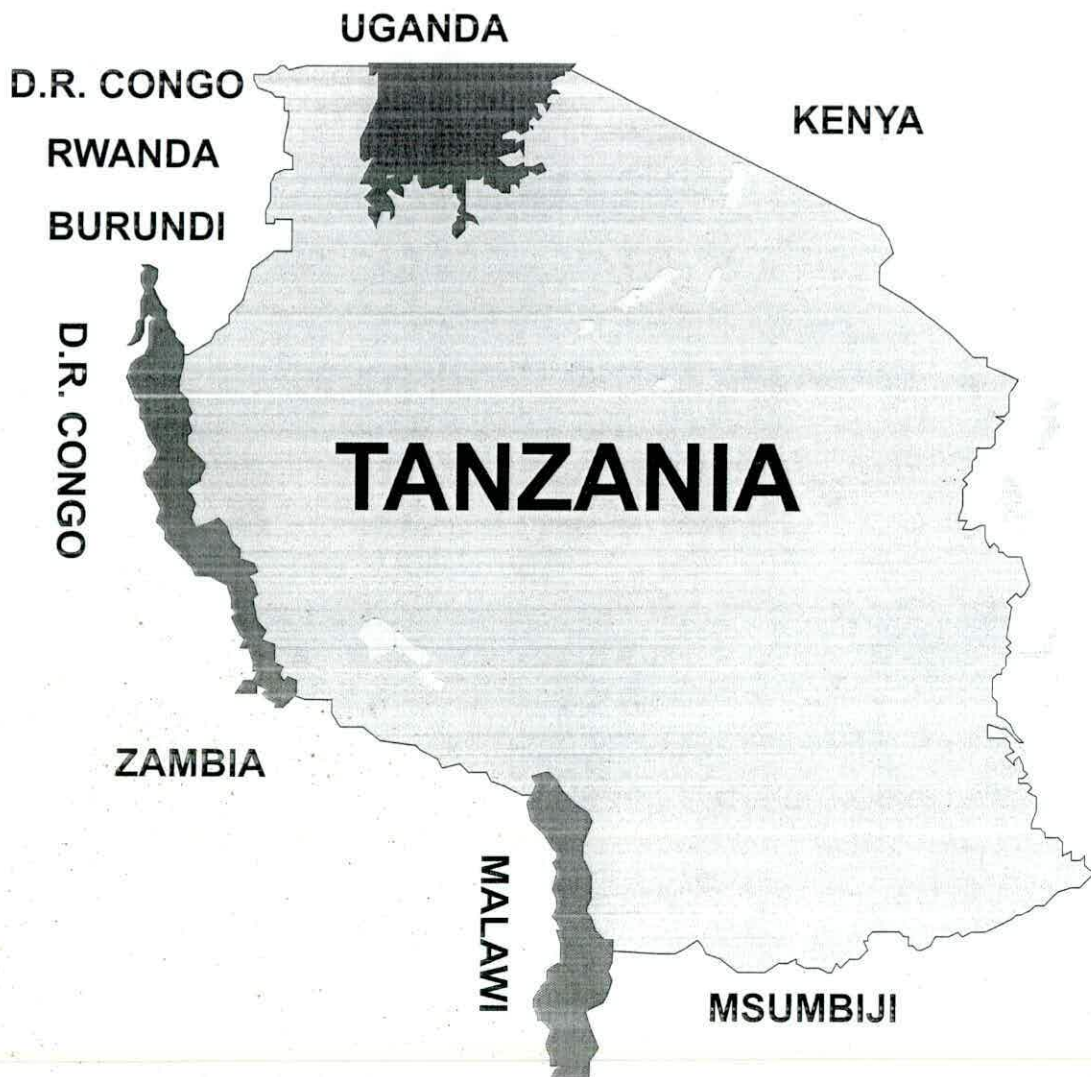 UGANDA
D.R. CONGO
KENYA
RWANDA
BURUNDI
D.R. CONGO
TANZANIA
ZAMBIA
MALAWI
MSUMBIJI